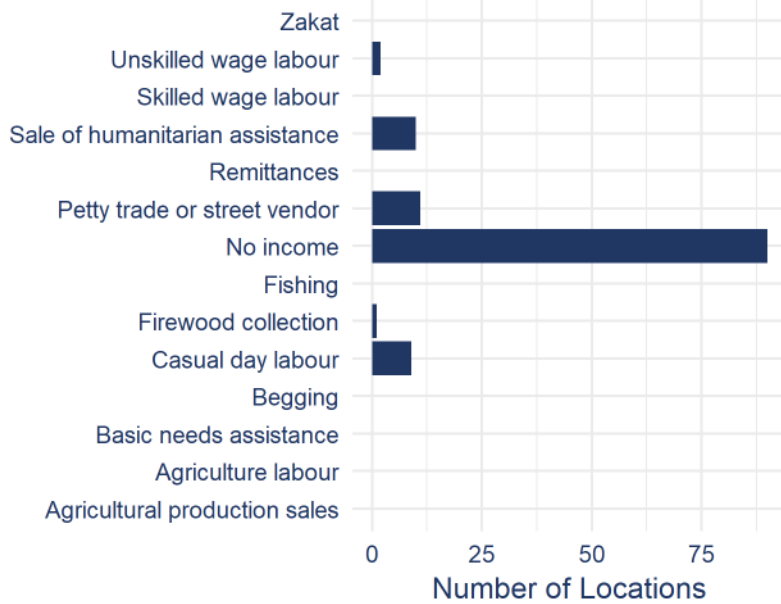 Zakat
Unskilled wage labour
Skilled wage labour
Sale of humanitarian assistance
Remittances
Petty trade or street vendor
No income
Fishing
Firewood collection
Casual day labour
Begging
Basic needs assistance
Agriculture labour
Agricultural production sales
0 25 50 75
Number of Locations